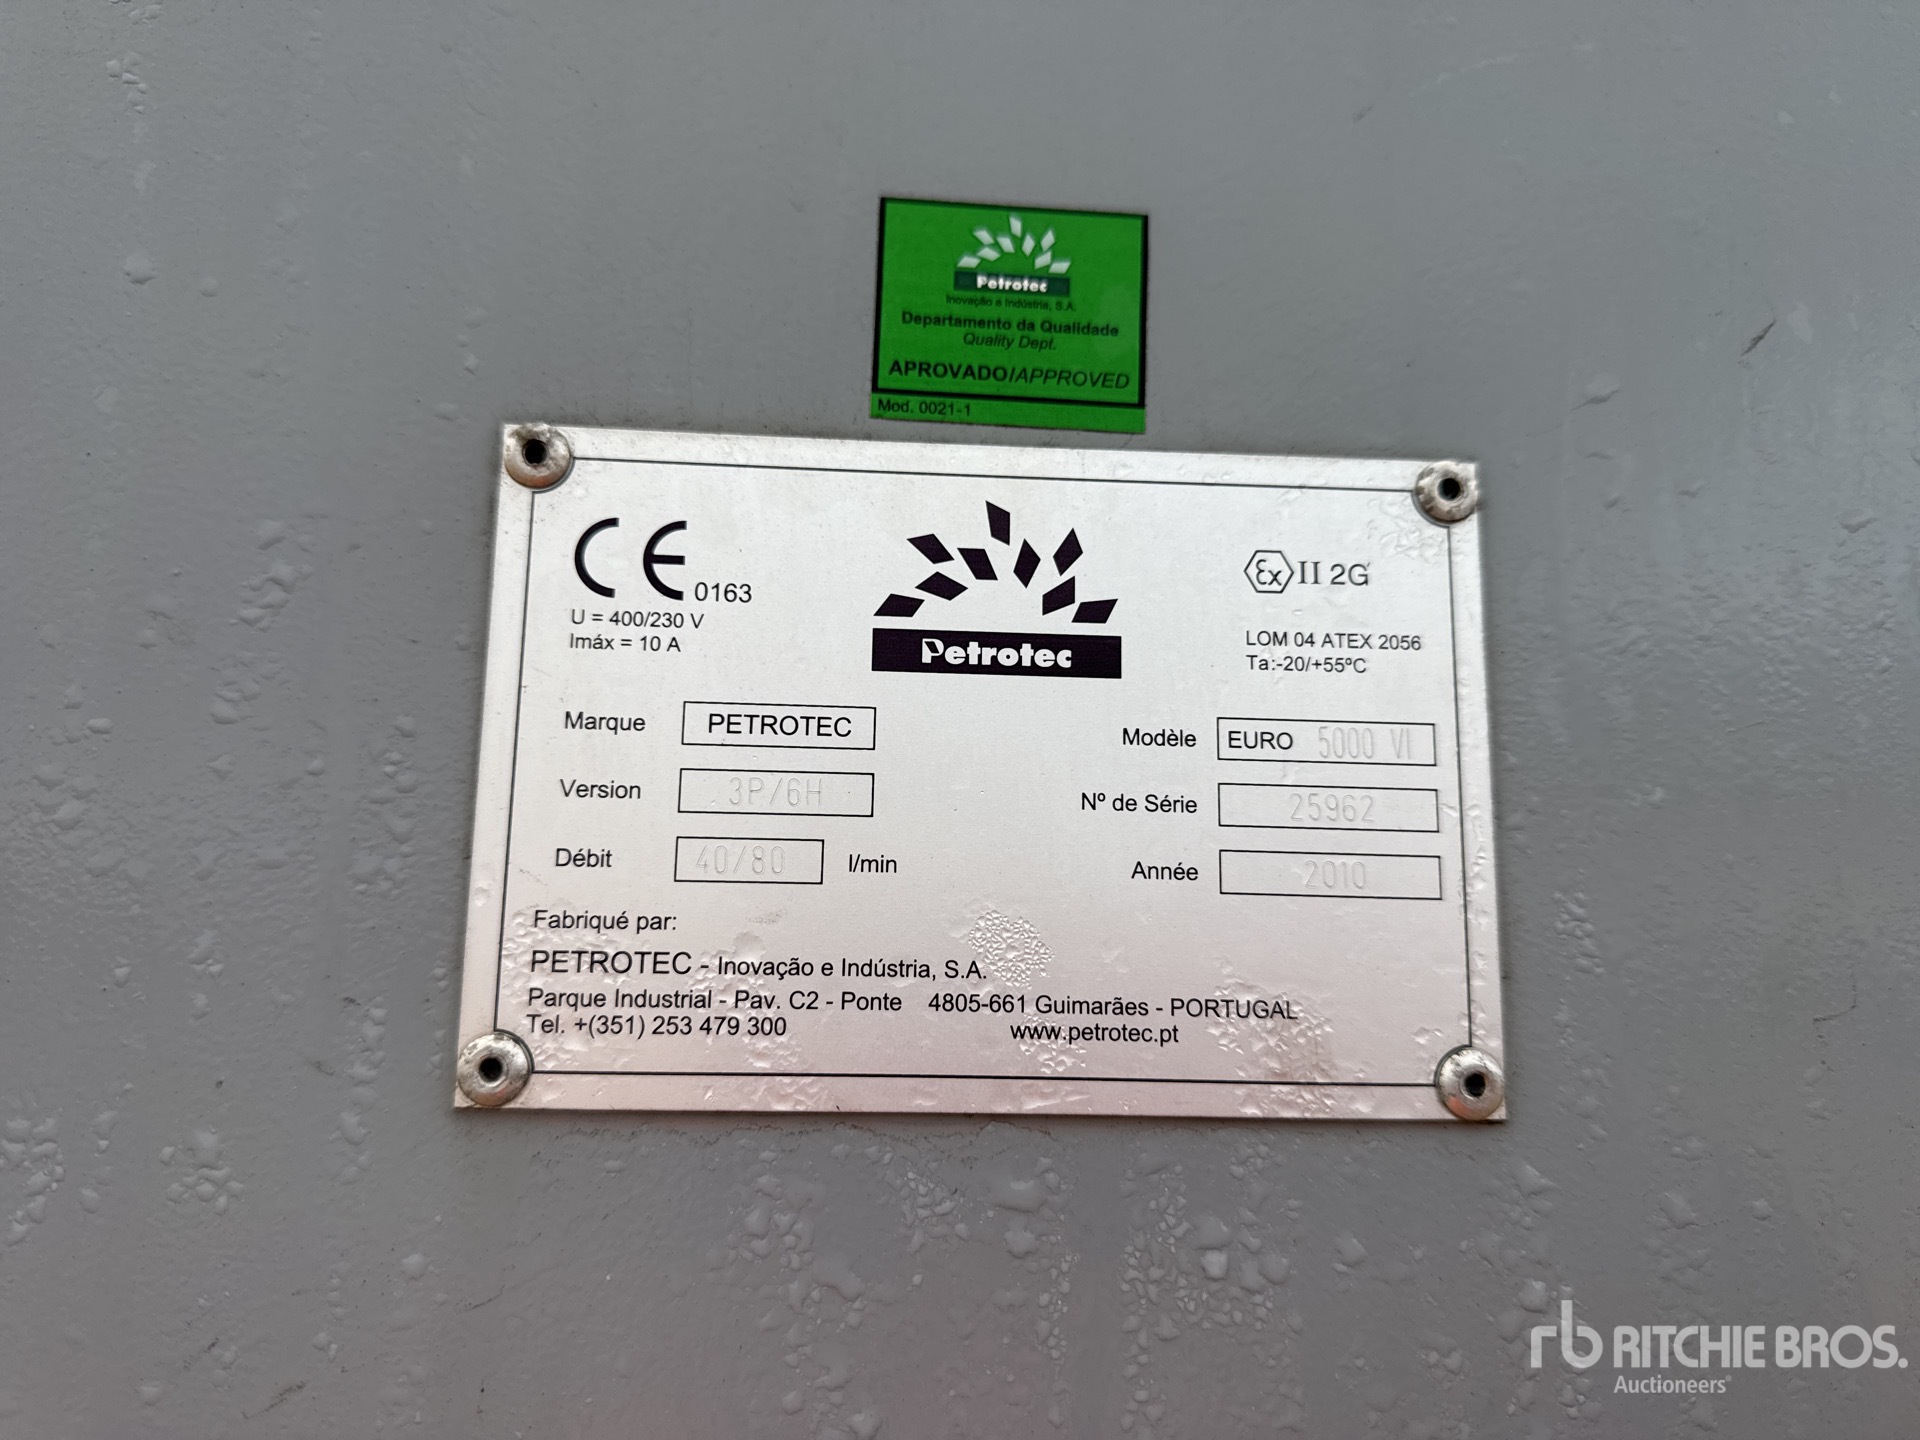 Petrotec
Inovação e Indústria, S.A.
Departamento da Qualidade
Quality Dept.
APROVADO/APPROVED
Mod. 0021-1
CE 0163
U = 400/230 V
Imáx = 10 A
Petrotec
Ex II 2G
LOM 04 ATEX 2056
Ta:-20/+55ºC
Marque PETROTEC
Modèle EURO 5000 VI
Version 3P/6H
Nº de Série 25962
Débit 40/80 l/min
Année 2010
Fabriqué par:
PETROTEC - Inovação e Indústria, S.A.
Parque Industrial - Pav. C2 - Ponte 4805-661 Guimarães - PORTUGAL
Tel. +(351) 253 479 300 www.petrotec.pt
rb RITCHIE BROS.
Auctioneers